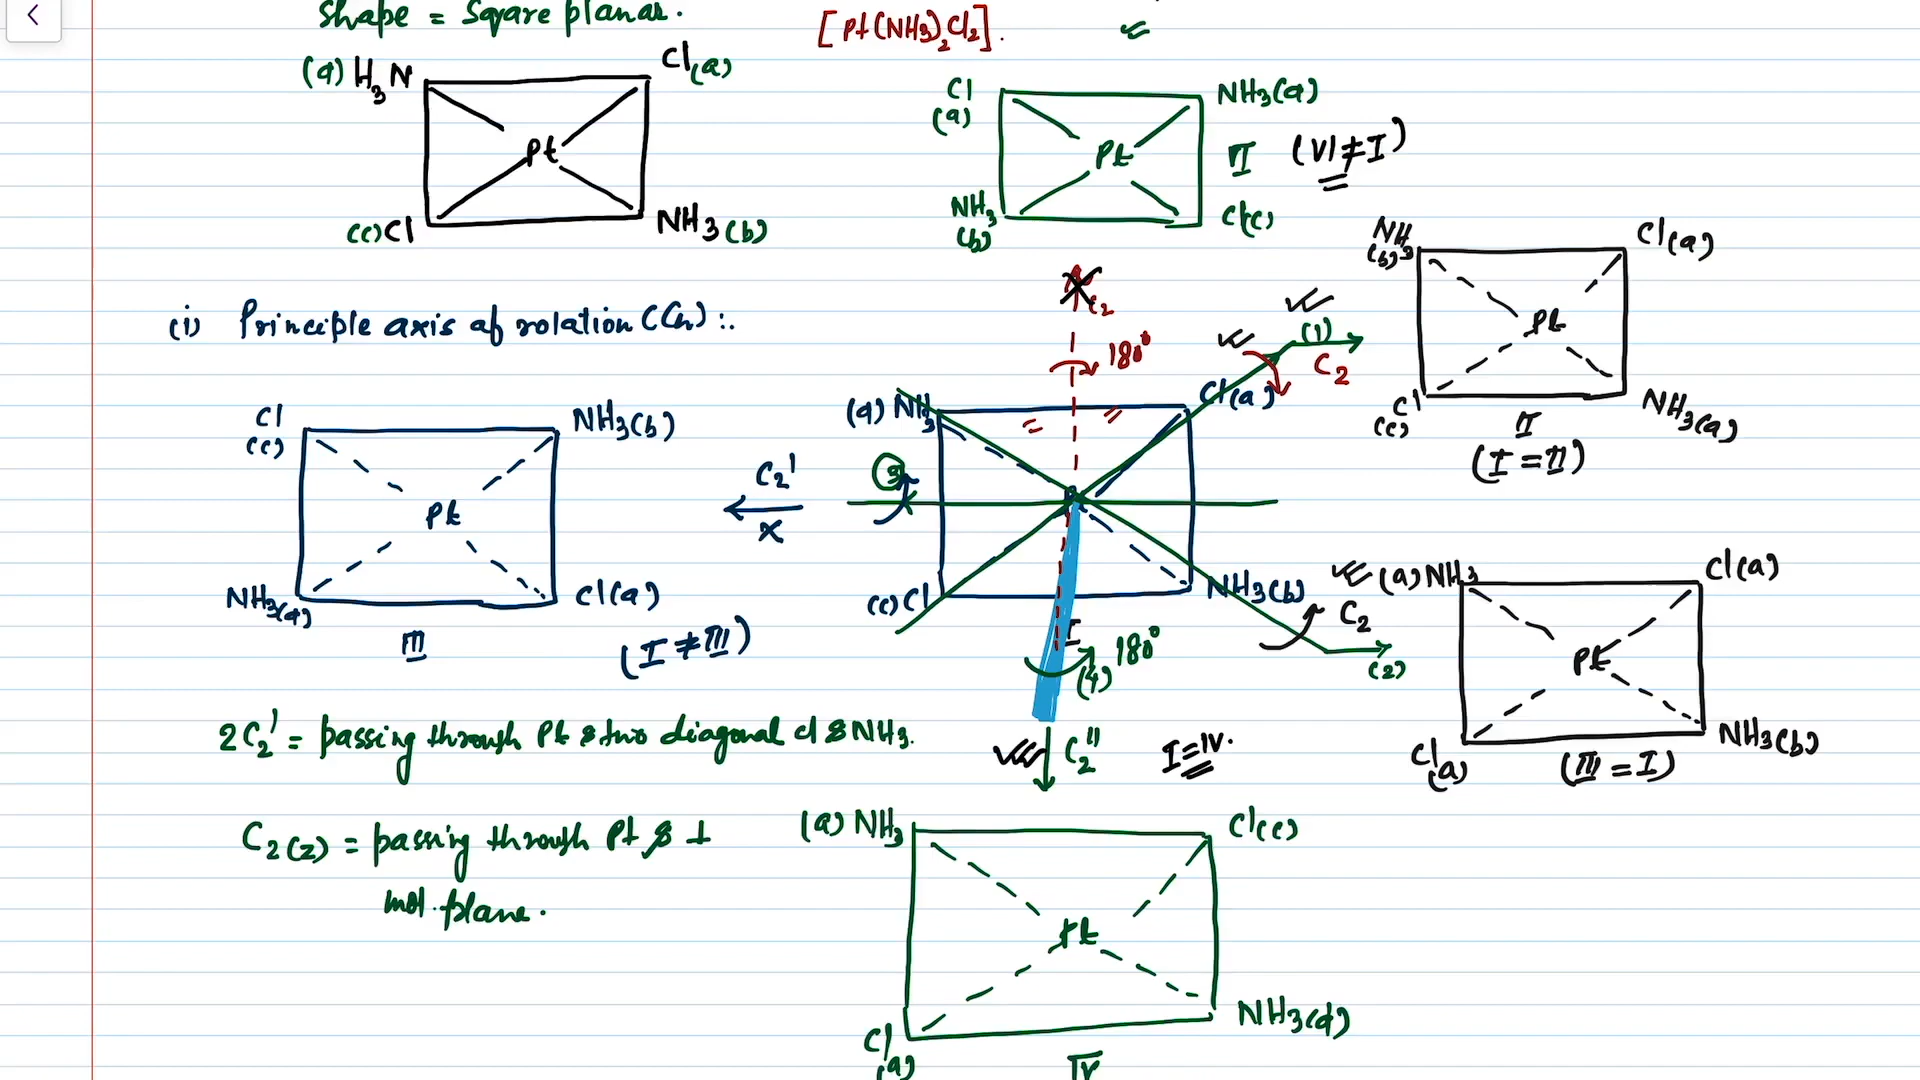 shape = Square planar.
[Pt(NH3)2Cl2].
(d) H3N
Cl(a)
Pt
(c) Cl
NH3(b)
Cl
(a)
NH3(d)
Pt
II (VI ≠ I)
NH3
(b)
Cl(c)
(i) Principle axis of rotation (Cn) :-
C2
180°
(1)
C2
NH3
(b)
Cl(a)
Pt
Cl
(c)
NH3(d)
II
(I = II)
Cl
(c)
NH3(b)
Pt
NH3(d)
Cl(a)
III
(I ≠ III)
C2'
X
3
(d) NH3
Cl(a)
(c) Cl
NH3(b)
I
180°
(4)
C2
(2)
(a) NH3
Cl(a)
Pt
Cl
(a)
NH3(b)
(III = I)
2C2' = passing through Pt & two diagonal cl & NH3.
C2''
I = IV.
C2(z) = passing through Pt & ⊥
mol. plane.
(a) NH3
Cl(c)
Pt
Cl
(a)
NH3(d)
IV